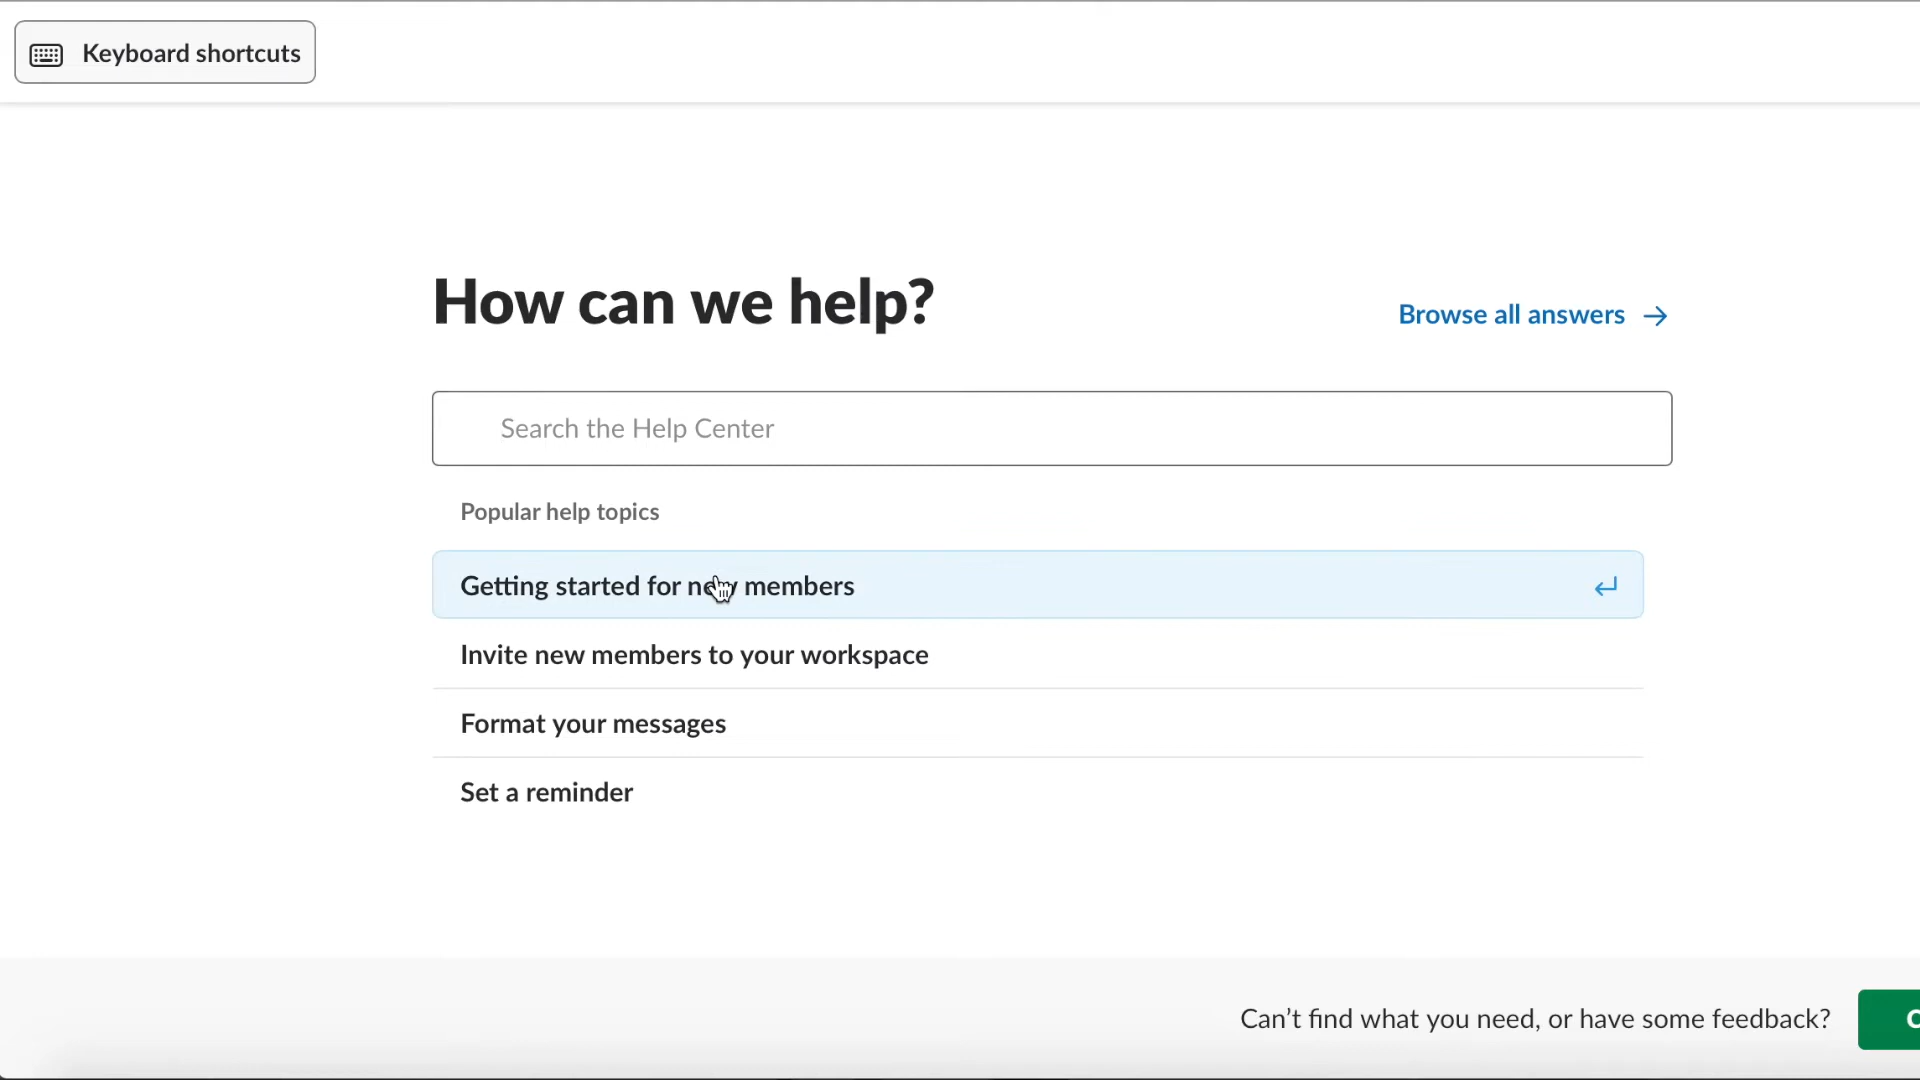 Keyboard shortcuts
How can we help?
Browse all answers →
Search the Help Center
Popular help topics
Getting started for new members
Invite new members to your workspace
Format your messages
Set a reminder
Can’t find what you need, or have some feedback?